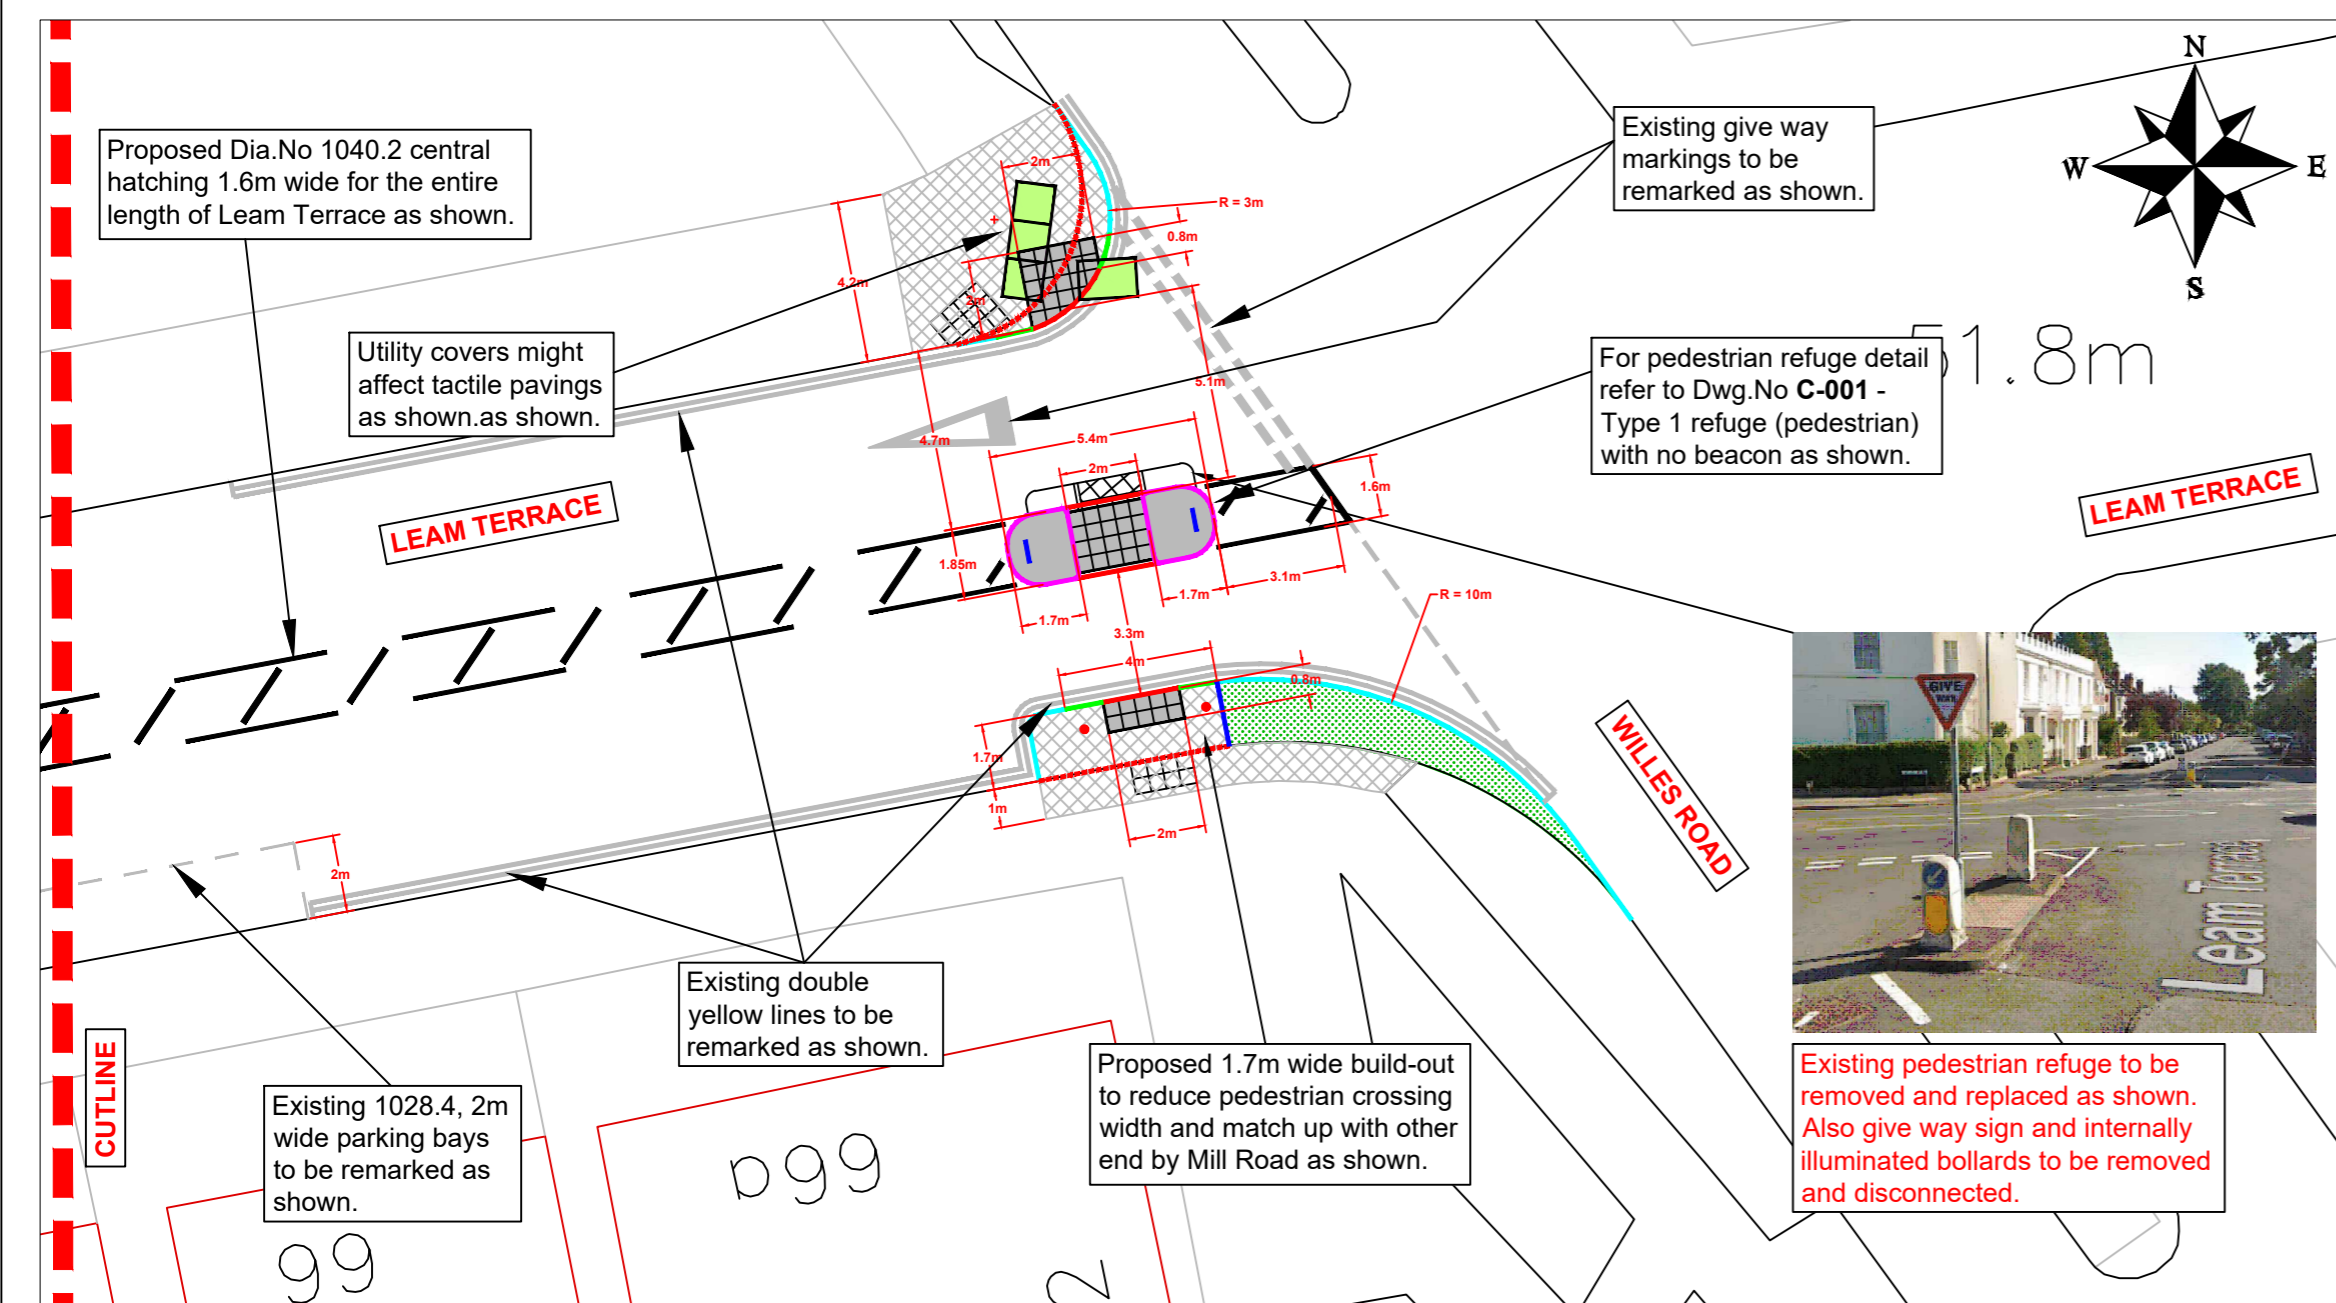 Proposed Dia.No 1040.2 central
hatching 1.6m wide for the entire
length of Leam Terrace as shown.
Utility covers might
affect tactile pavings
as shown.as shown.
Existing give way
markings to be
remarked as shown.
N
W
E
S
For pedestrian refuge detail
refer to Dwg.No C-001 -
Type 1 refuge (pedestrian)
with no beacon as shown.
51.8m
2m
R = 3m
0.8m
4.2m
2m
5.1m
4.7m
5.4m
2m
1.6m
1.85m
1.7m
1.7m
3.1m
3.3m
R = 10m
4m
0.8m
1.7m
1m
2m
2m
LEAM TERRACE
LEAM TERRACE
WILLES ROAD
GIVE
WAY
Leam Terrace
CUTLINE
Existing double
yellow lines to be
remarked as shown.
Existing 1028.4, 2m
wide parking bays
to be remarked as
shown.
Proposed 1.7m wide build-out
to reduce pedestrian crossing
width and match up with other
end by Mill Road as shown.
Existing pedestrian refuge to be
removed and replaced as shown.
Also give way sign and internally
illuminated bollards to be removed
and disconnected.
99
99a